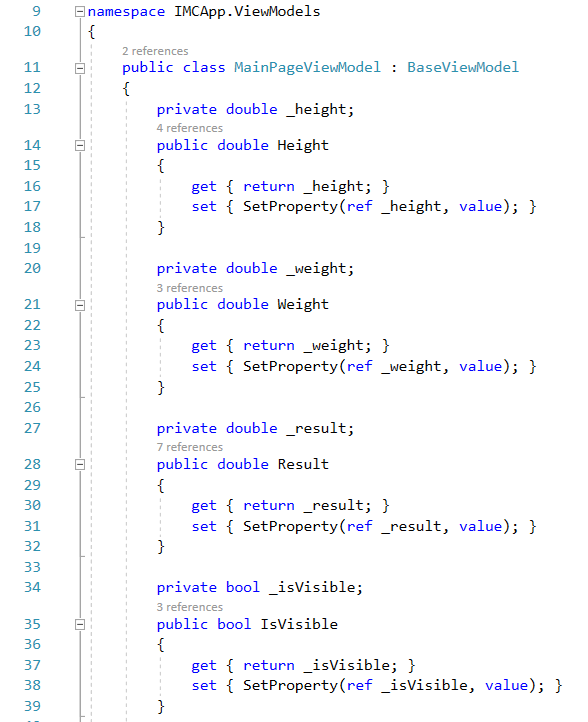 9 namespace IMCApp.ViewModels
10 {
2 references
11 public class MainPageViewModel : BaseViewModel
12 {
13 private double _height;
4 references
14 public double Height
15 {
16 get { return _height; }
17 set { SetProperty(ref _height, value); }
18 }
19
20 private double _weight;
3 references
21 public double Weight
22 {
23 get { return _weight; }
24 set { SetProperty(ref _weight, value); }
25 }
26
27 private double _result;
7 references
28 public double Result
29 {
30 get { return _result; }
31 set { SetProperty(ref _result, value); }
32 }
33
34 private bool _isVisible;
3 references
35 public bool IsVisible
36 {
37 get { return _isVisible; }
38 set { SetProperty(ref _isVisible, value); }
39 }